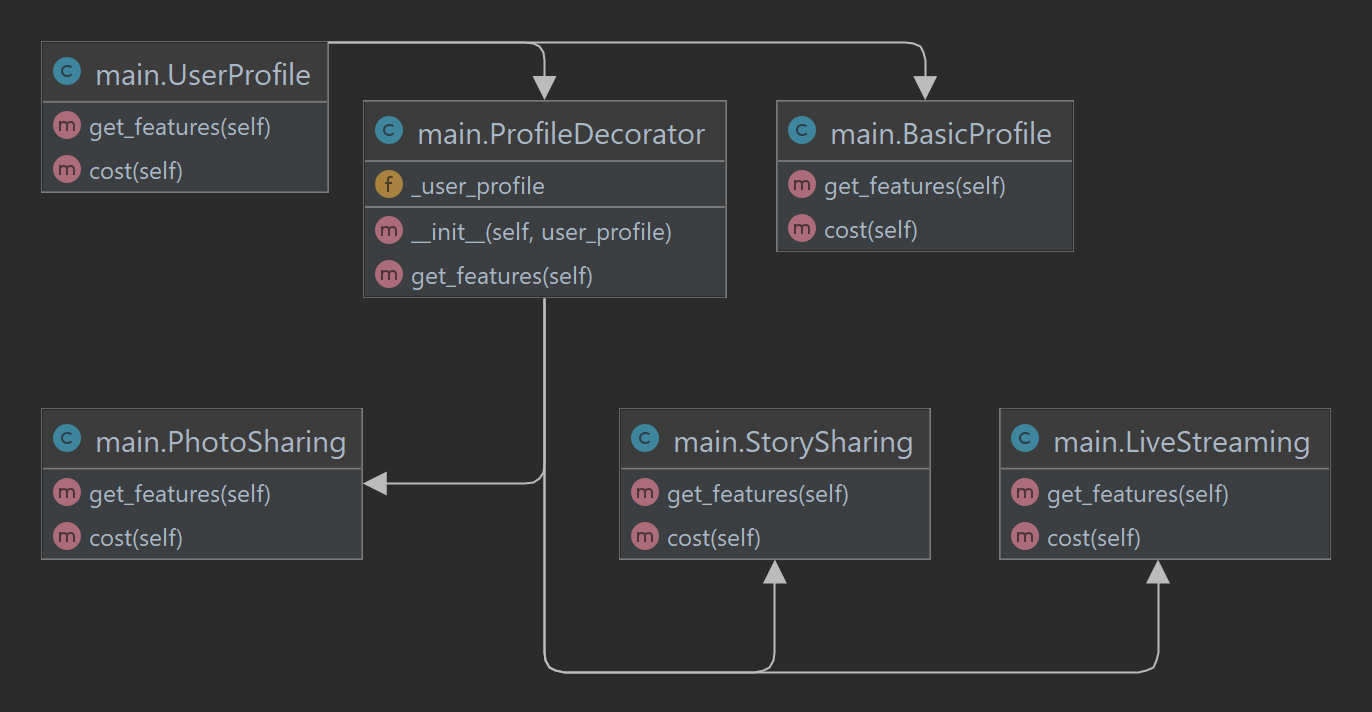 C main.UserProfile
m get_features(self)
m cost(self)
C main.ProfileDecorator
f _user_profile
m __init__(self, user_profile)
m get_features(self)
C main.BasicProfile
m get_features(self)
m cost(self)
C main.PhotoSharing
m get_features(self)
m cost(self)
C main.StorySharing
m get_features(self)
m cost(self)
C main.LiveStreaming
m get_features(self)
m cost(self)